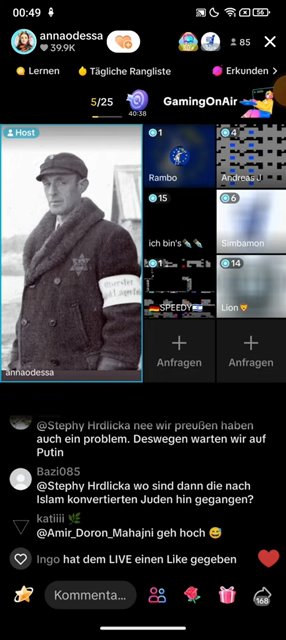 00:49
56
annaodessa
39.9K
85
Lernen
Tägliche Rangliste
Erkunden >
5/25
40:38
GamingOnAir
Host
1
Rambo
4
Andreas J
15
ich bin's
6
Simbamon
1
SPEEDY
14
Lion
annaodessa
Anfragen
Anfragen
@Stephy Hrdlicka nee wir preußen haben
auch ein problem. Deswegen warten wir auf
Putin
Bazi085
@Stephy Hrdlicka wo sind dann die nach
Islam konvertierten Juden hin gegangen?
katiiii 🌿
@Amir_Doron_Mahajni geh hoch 😅
Ingo hat dem LIVE einen Like gegeben
Kommenta...
168